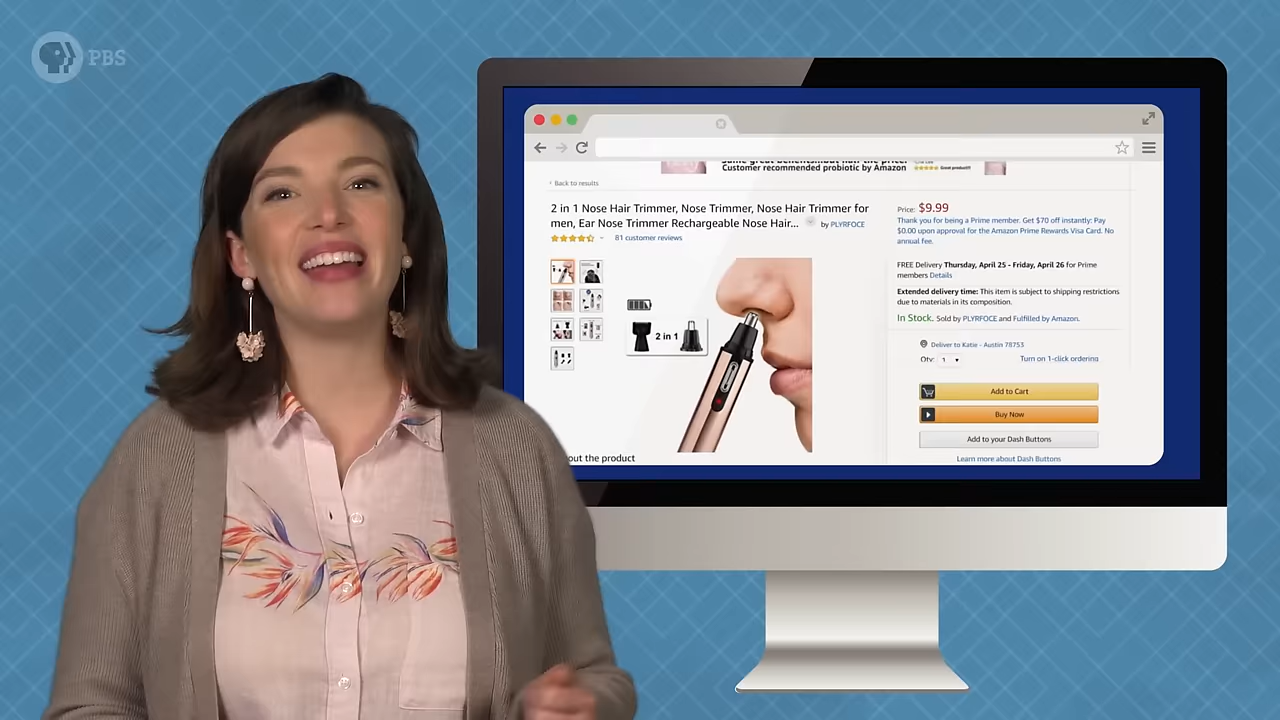 PBS
Customer recommended probiotic by Amazon
Great product!!!
‹ Back to results
2 in 1 Nose Hair Trimmer, Nose Trimmer, Nose Hair Trimmer for
men, Ear Nose Trimmer Rechargeable Nose Hair... by PLYRFOCE
81 customer reviews
2 in 1
out the product
Price: $9.99
Thank you for being a Prime member. Get $70 off instantly: Pay
$0.00 upon approval for the Amazon Prime Rewards Visa Card. No
annual fee.
FREE Delivery Thursday, April 25 - Friday, April 26 for Prime
members Details
Extended delivery time: This item is subject to shipping restrictions
due to materials in its composition.
In Stock. Sold by PLYRFOCE and Fulfilled by Amazon.
Deliver to Katie - Austin 78753
Qty: 1
Turn on 1-click ordering
Add to Cart
Buy Now
Add to your Dash Buttons
Learn more about Dash Buttons